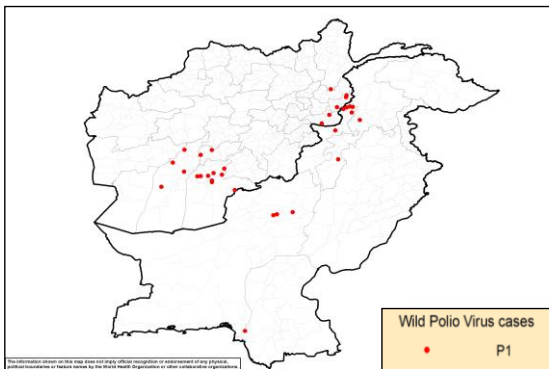 Wild Polio Virus cases
P1
The information shown on this map does not imply official recognition or endorsement of any physical,
political boundaries or feature names by the World Health Organization or other collaborative organizations.